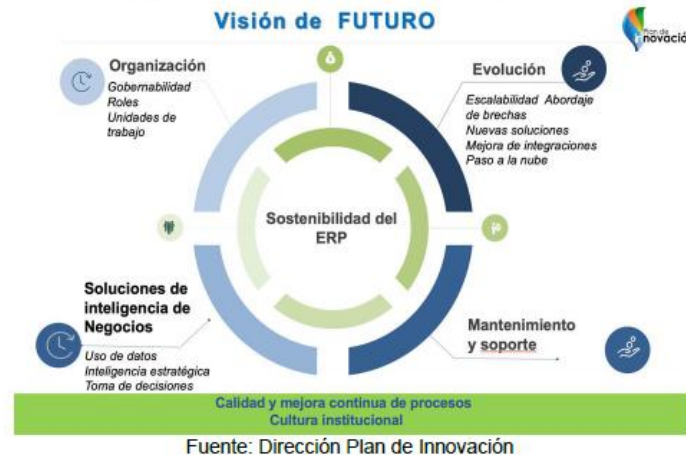 Visión de FUTURO
Plan de
nnovació
Organización
Gobernabilidad
Roles
Unidades de
trabajo
Evolución
Escalabilidad Abordaje
de brechas
Nuevas soluciones
Mejora de integraciones
Paso a la nube
Sostenibilidad del
ERP
Soluciones de
inteligencia de
Negocios
Uso de datos
Inteligencia estratégica
Toma de decisiones
Mantenimiento
y soporte
Calidad y mejora continua de procesos
Cultura institucional
Fuente: Dirección Plan de Innovación